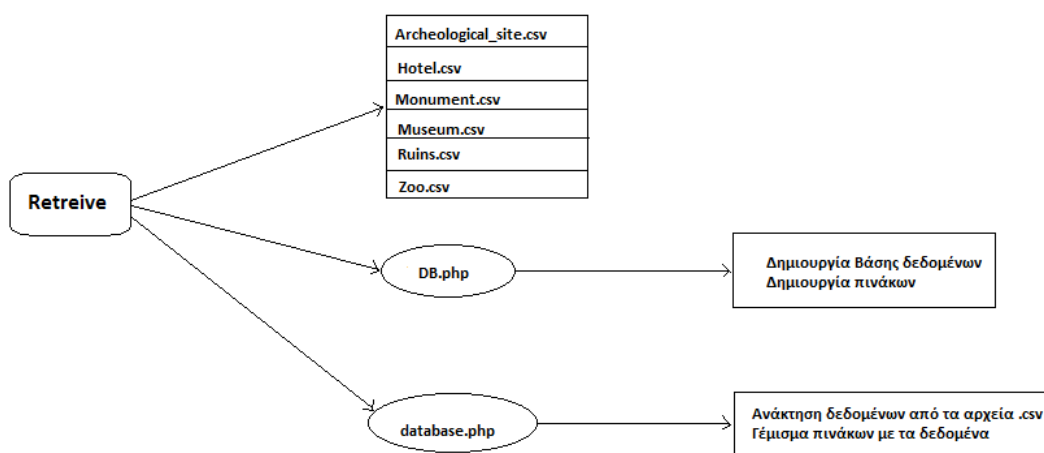 Archeological_site.csv
Hotel.csv
Monument.csv
Museum.csv
Ruins.csv
Zoo.csv
Retreive
DB.php
Δημιουργία Βάσης δεδομένων
Δημιουργία πινάκων
database.php
Ανάκτηση δεδομένων από τα αρχεία .csv
Γέμισμα πινάκων με τα δεδομένα